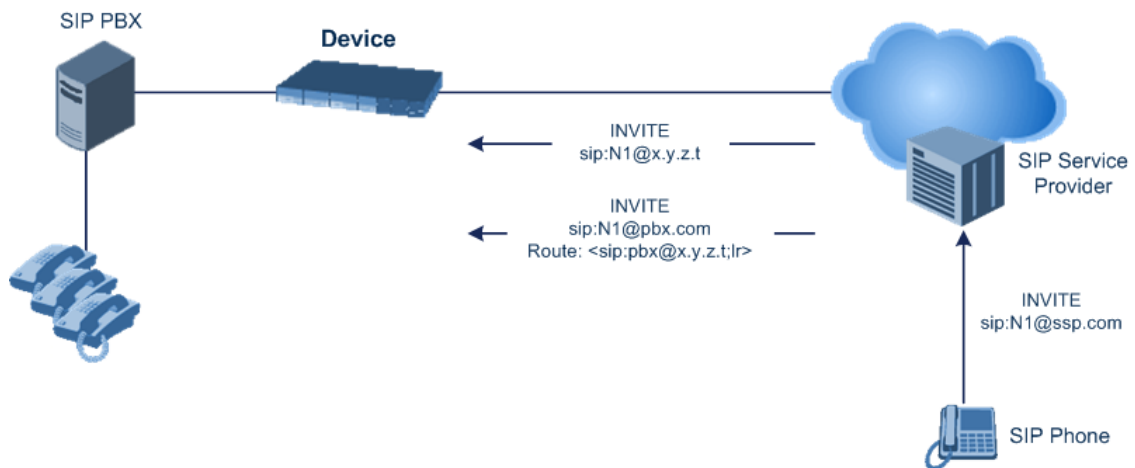 SIP PBX
Device
INVITE
sip:N1@x.y.z.t
SIP Service
Provider
INVITE
sip:N1@pbx.com
Route: <sip:pbx@x.y.z.t;lr>
INVITE
sip:N1@ssp.com
SIP Phone